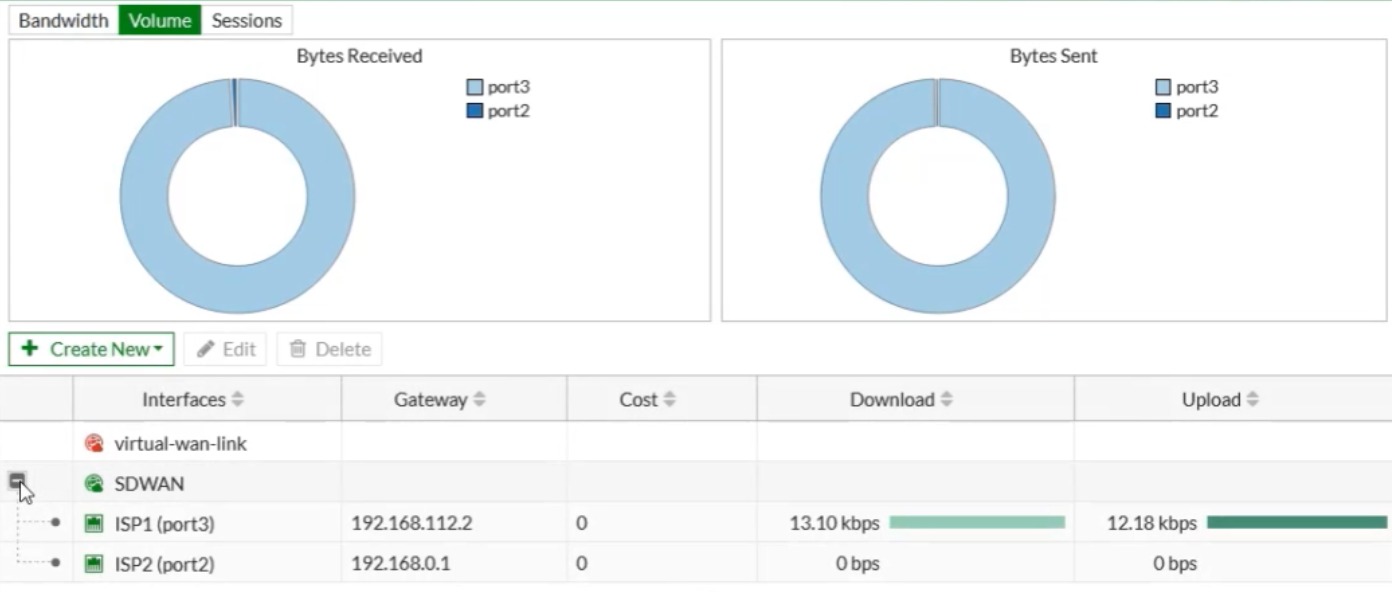 Bandwidth Volume Sessions
Bytes Received
port3
port2
Bytes Sent
port3
port2
Create New Edit Delete
Interfaces Gateway Cost Download Upload
virtual-wan-link
SDWAN
ISP1 (port3) 192.168.112.2 0 13.10 kbps 12.18 kbps
ISP2 (port2) 192.168.0.1 0 0 bps 0 bps